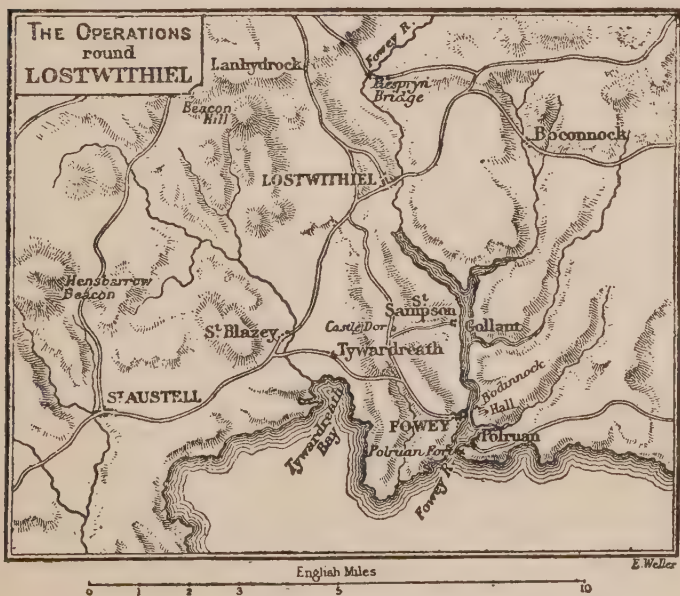 THE OPERATIONS
round
LOSTWITHIEL
Fowey R.
Lanhydrock
Respryn
Bridge
Beacon
Hill
Boconnock
LOSTWITHIEL
Hensbarrow
Beacon
St
Sampson
Golant
St Blazey
Castle Dor
Tywardreath
Bodinnock
Hall
ST AUSTELL
FOWEY
Polruan
Tywardreath
Bay
Polruan Fort
Fowey R.
E. Weller
English Miles
0 1 2 3 5 10